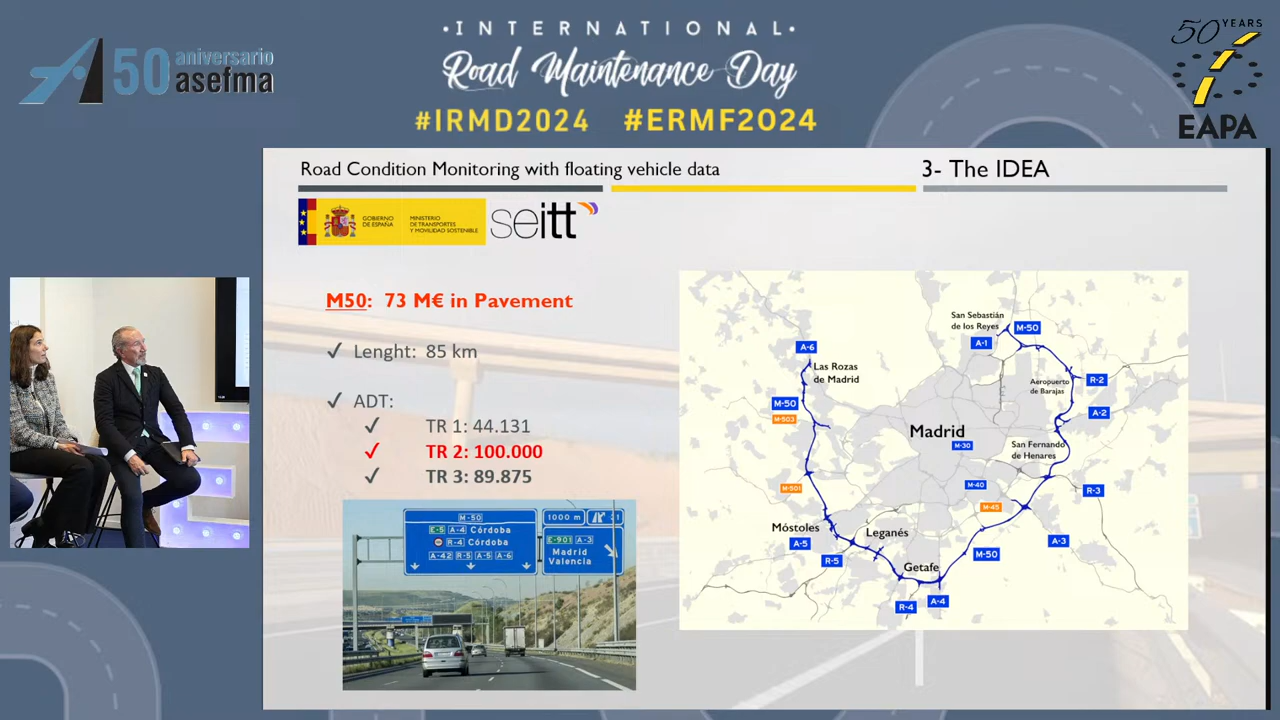 50 aniversario
asefma
·INTERNATIONAL·
Road Maintenance Day
#IRMD2024 #ERMF2024
50 YEARS
EAPA
Road Condition Monitoring with floating vehicle data
3- The IDEA
GOBIERNO
DE ESPAÑA
MINISTERIO
DE TRANSPORTES
Y MOVILIDAD SOSTENIBLE
seitt
M50: 73 M€ in Pavement
✓ Lenght: 85 km
✓ ADT:
✓ TR 1: 44.131
✓ TR 2: 100.000
✓ TR 3: 89.875
M-50
E-5 A-4 Córdoba
R-4 Córdoba
A-42 R-5 A-5 A-6
1000 m
E-901 A-3
Madrid
Valencia
San Sebastián
de los Reyes
M-50
A-1
A-6
Las Rozas
de Madrid
Aeropuerto
de Barajas
R-2
M-50
M-503
A-2
Madrid
M-30
San Fernando
de Henares
M-501
M-40
R-3
M-45
Móstoles
A-5
Leganés
A-3
R-5
M-50
Getafe
R-4
A-4